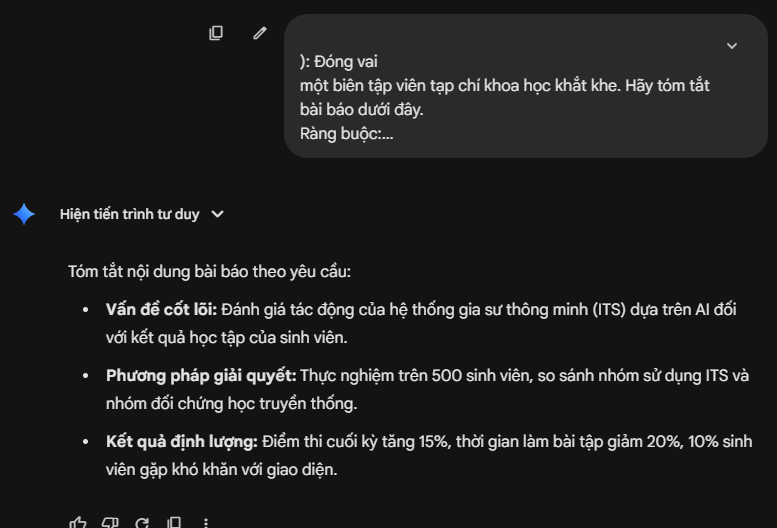 ): Đóng vai
một biên tập viên tạp chí khoa học khắt khe. Hãy tóm tắt
bài báo dưới đây.
Ràng buộc:...
Hiện tiến trình tư duy
Tóm tắt nội dung bài báo theo yêu cầu:
• Vấn đề cốt lõi: Đánh giá tác động của hệ thống gia sư thông minh (ITS) dựa trên AI đối
với kết quả học tập của sinh viên.
• Phương pháp giải quyết: Thực nghiệm trên 500 sinh viên, so sánh nhóm sử dụng ITS và
nhóm đối chứng học truyền thống.
• Kết quả định lượng: Điểm thi cuối kỳ tăng 15%, thời gian làm bài tập giảm 20%, 10% sinh
viên gặp khó khăn với giao diện.